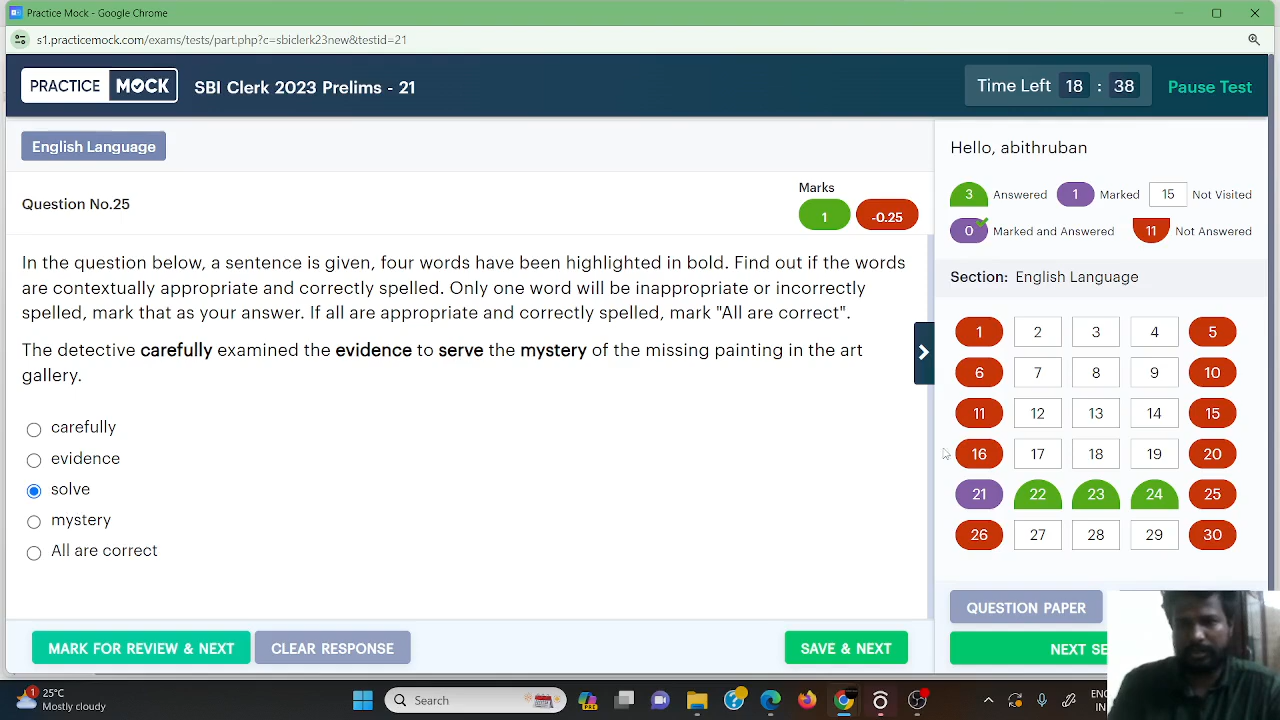 Practice Mock - Google Chrome
s1.practicemock.com/exams/tests/part.php?c=sbiclerk23new&testid=21
PRACTICE MOCK
SBI Clerk 2023 Prelims - 21
Time Left 18 : 38
Pause Test
English Language
Hello, abithruban
Question No.25
Marks
1 -0.25
3 Answered 1 Marked 15 Not Visited
0 Marked and Answered 11 Not Answered
In the question below, a sentence is given, four words have been highlighted in bold. Find out if the words
are contextually appropriate and correctly spelled. Only one word will be inappropriate or incorrectly
spelled, mark that as your answer. If all are appropriate and correctly spelled, mark "All are correct".
The detective carefully examined the evidence to serve the mystery of the missing painting in the art
gallery.
carefully
evidence
solve
mystery
All are correct
Section: English Language
1 2 3 4 5
6 7 8 9 10
11 12 13 14 15
16 17 18 19 20
21 22 23 24 25
26 27 28 29 30
QUESTION PAPER
MARK FOR REVIEW & NEXT
CLEAR RESPONSE
SAVE & NEXT
NEXT SE
1
25°C
Mostly cloudy
Search
PRE
ENG
IN